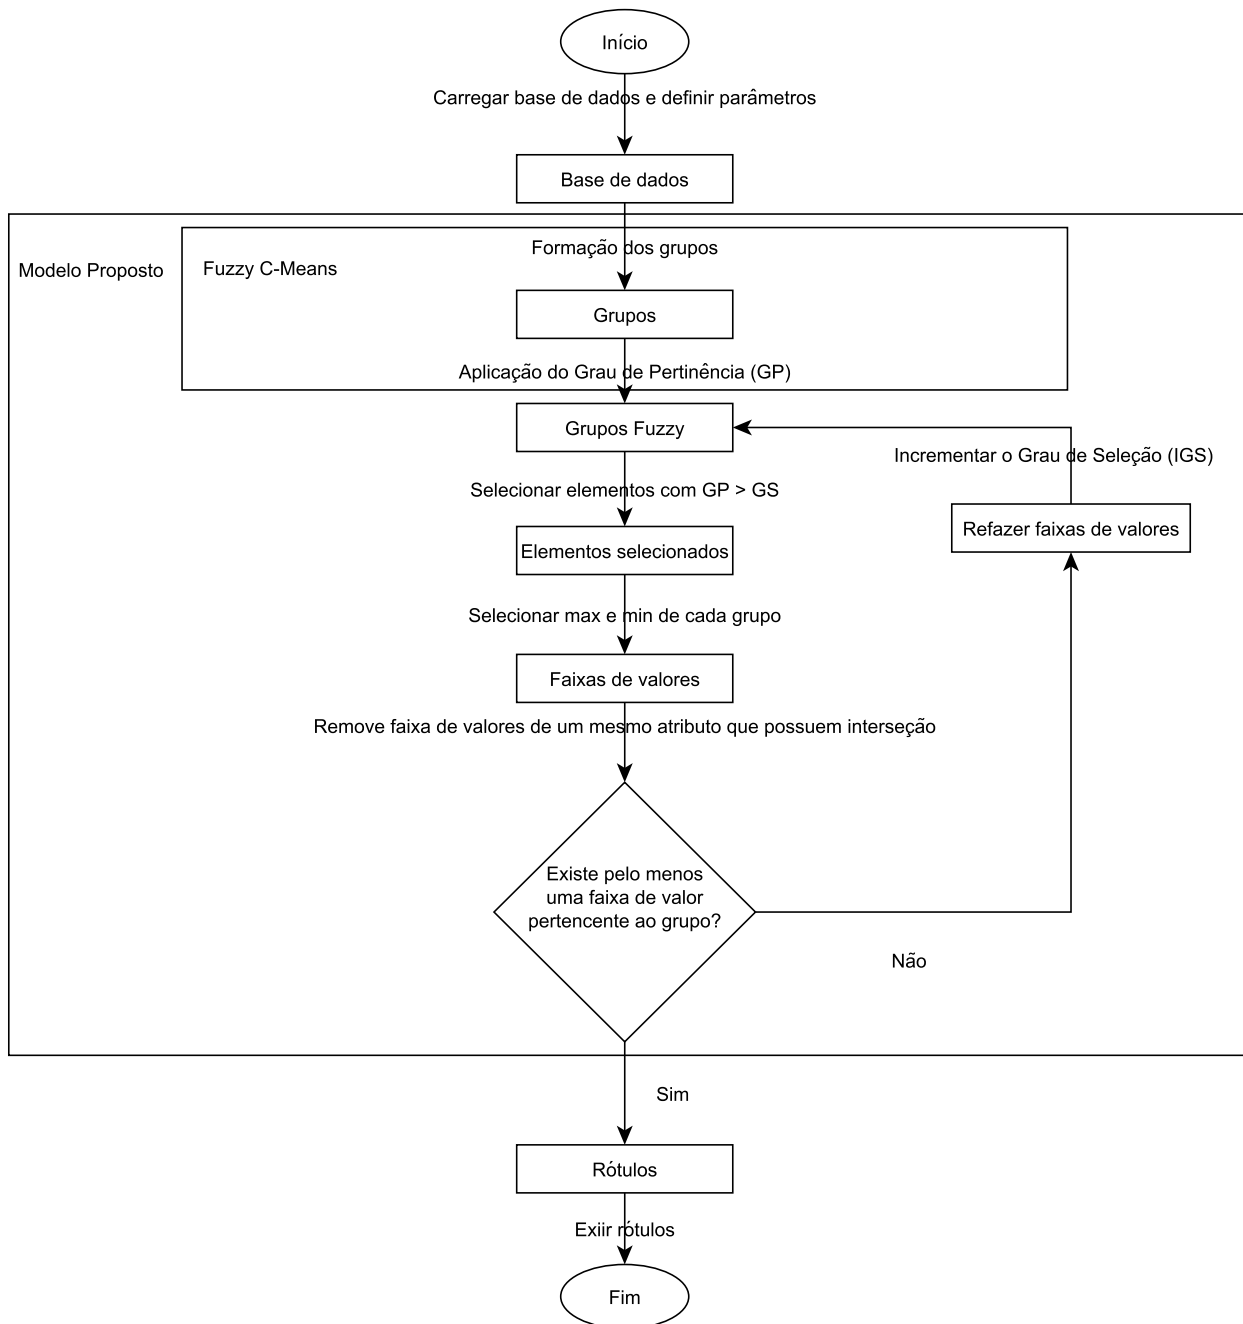 Início
Carregar base de dados e definir parâmetros
Base de dados
Formação dos grupos
Modelo Proposto
Fuzzy C-Means
Grupos
Aplicação do Grau de Pertinência (GP)
Grupos Fuzzy
Incrementar o Grau de Seleção (IGS)
Selecionar elementos com GP > GS
Refazer faixas de valores
Elementos selecionados
Selecionar max e min de cada grupo
Faixas de valores
Remove faixa de valores de um mesmo atributo que possuem interseção
Existe pelo menos
uma faixa de valor
pertencente ao grupo?
Não
Sim
Rótulos
Exiir rótulos
Fim